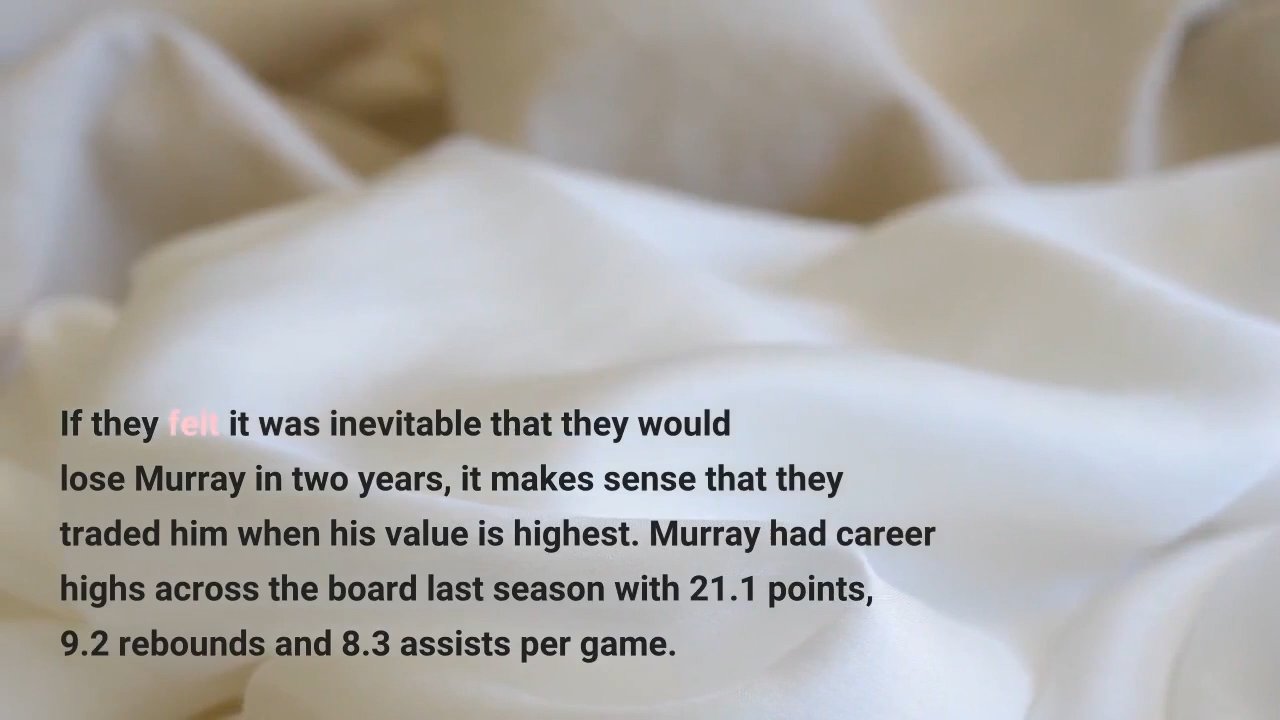 If they felt it was inevitable that they would
lose Murray in two years, it makes sense that they
traded him when his value is highest. Murray had career
highs across the board last season with 21.1 points,
9.2 rebounds and 8.3 assists per game.